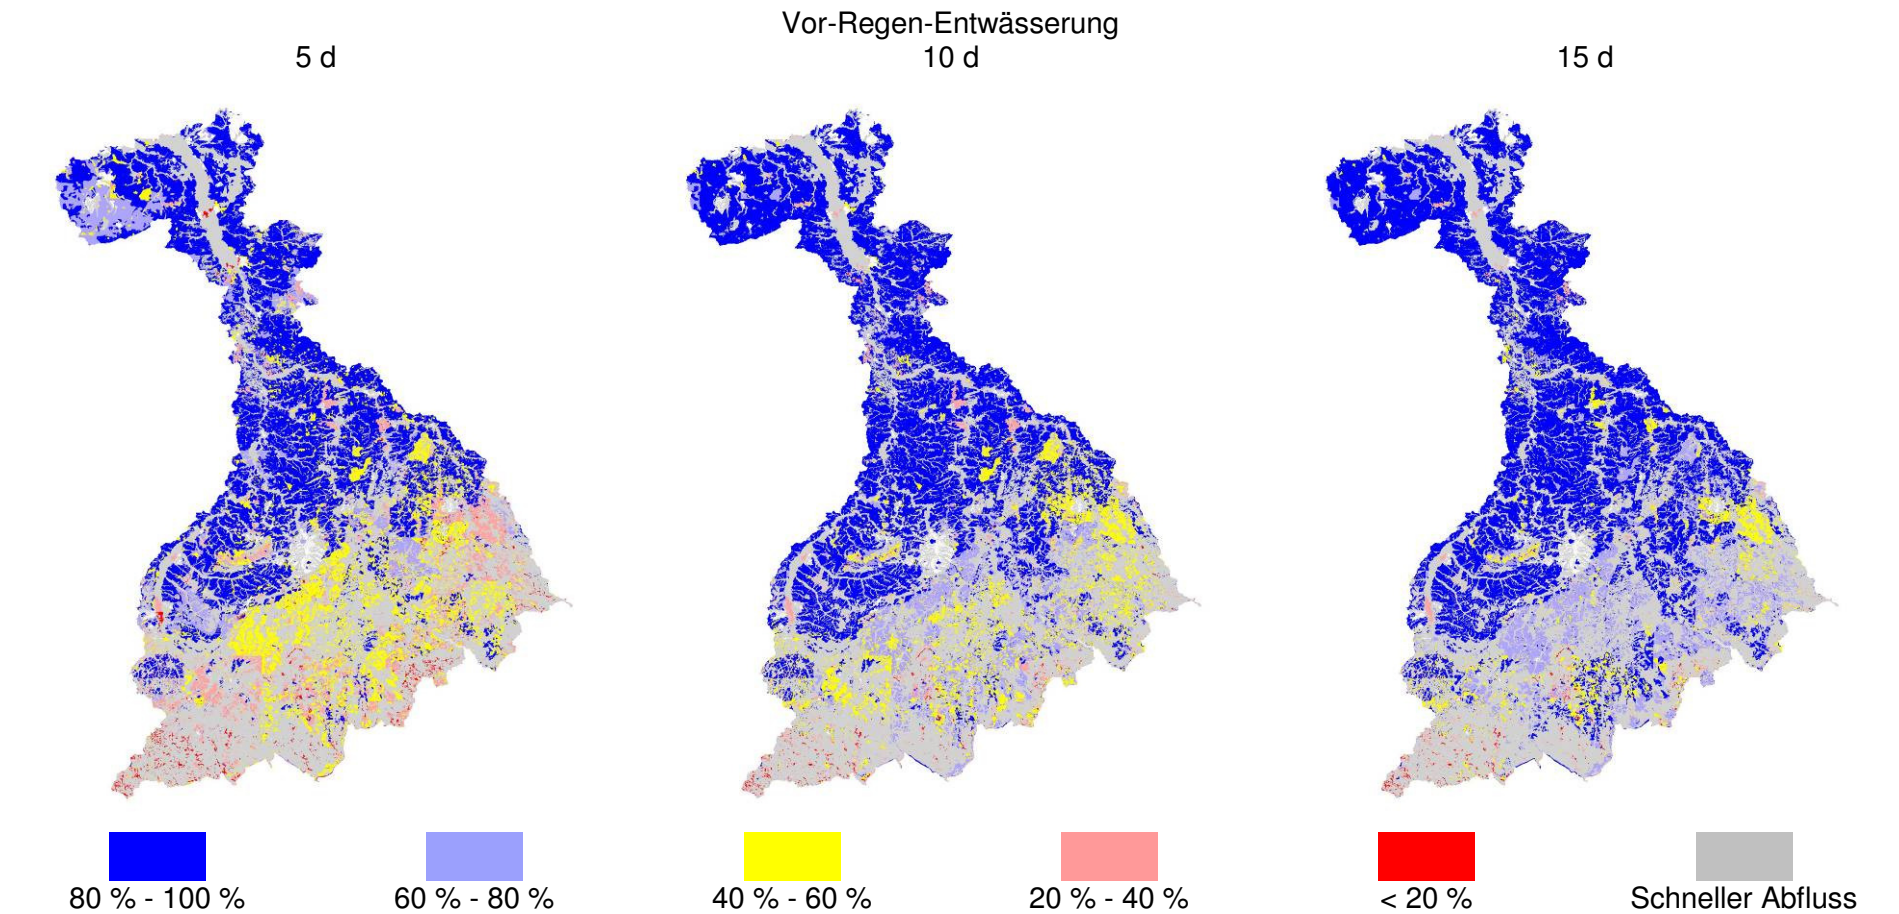 Vor-Regen-Entwässerung
5 d
10 d
15 d
80 % - 100 %
60 % - 80 %
40 % - 60 %
20 % - 40 %
< 20 %
Schneller Abfluss